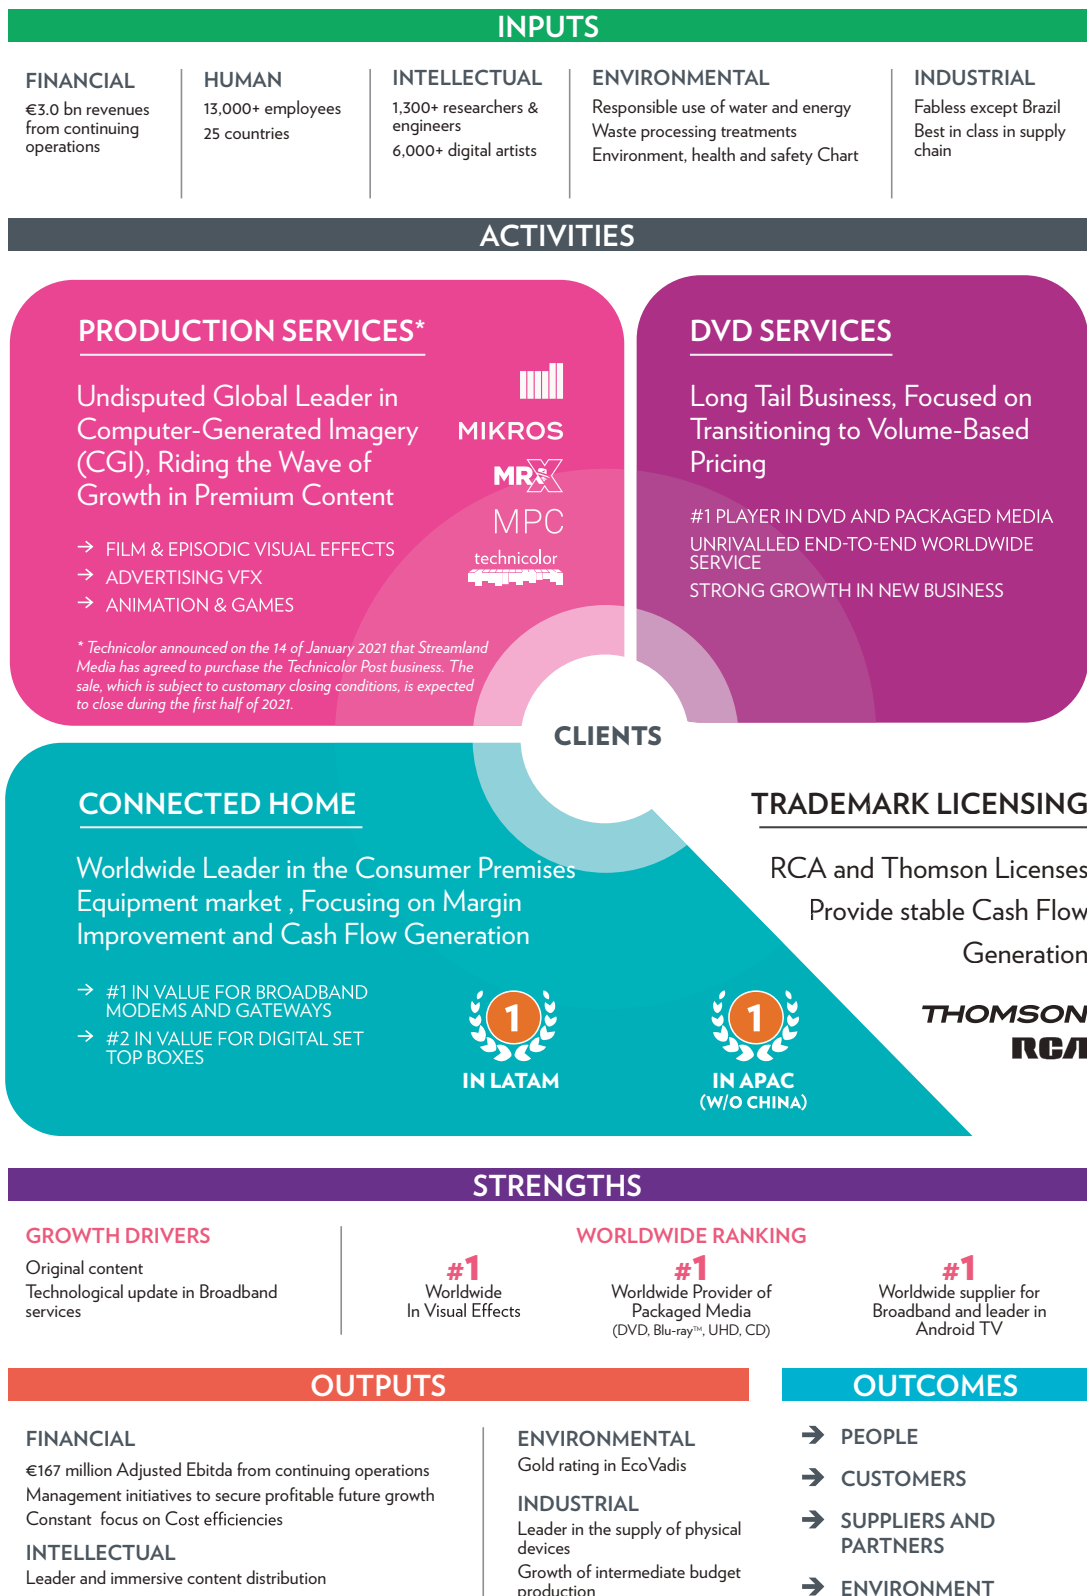 INPUTS
FINANCIAL
€3.0 bn revenues
from continuing
operations
HUMAN
13,000+ employees
25 countries
INTELLECTUAL
1,300+ researchers &
engineers
6,000+ digital artists
ENVIRONMENTAL
Responsible use of water and energy
Waste processing treatments
Environment, health and safety Chart
INDUSTRIAL
Fabless except Brazil
Best in class in supply
chain
ACTIVITIES
PRODUCTION SERVICES*
Undisputed Global Leader in
Computer-Generated Imagery
(CGI), Riding the Wave of
Growth in Premium Content
→ FILM & EPISODIC VISUAL EFFECTS
→ ADVERTISING VFX
→ ANIMATION & GAMES
MIKROS
MRX
MPC
technicolor
* Technicolor announced on the 14 of January 2021 that Streamland
Media has agreed to purchase the Technicolor Post business. The
sale, which is subject to customary closing conditions, is expected
to close during the first half of 2021.
DVD SERVICES
Long Tail Business, Focused on
Transitioning to Volume-Based
Pricing
#1 PLAYER IN DVD AND PACKAGED MEDIA
UNRIVALLED END-TO-END WORLDWIDE
SERVICE
STRONG GROWTH IN NEW BUSINESS
CLIENTS
CONNECTED HOME
Worldwide Leader in the Consumer Premises
Equipment market , Focusing on Margin
Improvement and Cash Flow Generation
→ #1 IN VALUE FOR BROADBAND
MODEMS AND GATEWAYS
→ #2 IN VALUE FOR DIGITAL SET
TOP BOXES
1
IN LATAM
1
IN APAC
(W/O CHINA)
TRADEMARK LICENSING
RCA and Thomson Licenses
Provide stable Cash Flow
Generation
THOMSON
RCA
STRENGTHS
GROWTH DRIVERS
Original content
Technological update in Broadband
services
WORLDWIDE RANKING
#1
Worldwide
In Visual Effects
#1
Worldwide Provider of
Packaged Media
(DVD, Blu-ray™, UHD, CD)
#1
Worldwide supplier for
Broadband and leader in
Android TV
OUTPUTS
FINANCIAL
€167 million Adjusted Ebitda from continuing operations
Management initiatives to secure profitable future growth
Constant focus on Cost efficiencies
INTELLECTUAL
Leader and immersive content distribution
ENVIRONMENTAL
Gold rating in EcoVadis
INDUSTRIAL
Leader in the supply of physical
devices
Growth of intermediate budget
production
OUTCOMES
→ PEOPLE
→ CUSTOMERS
→ SUPPLIERS AND
PARTNERS
→ ENVIRONMENT